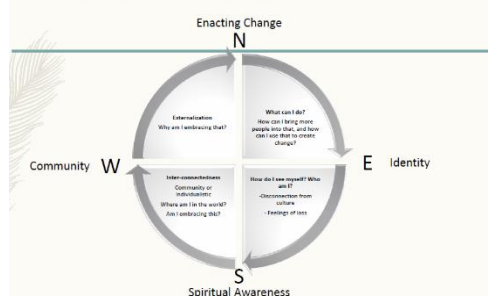 Enacting Change
N
Externalization
Why am I embracing that?
What can I do?
How can I bring more
people into that, and how
can I use that to create
change?
Community
W
E
Identity
Inter-connectedness
Community or
individualistic
Where am I in the world?
Am I embracing this?
How do I see myself? Who
am I?
-Disconnection from
culture
- Feelings of loss
S
Spiritual Awareness